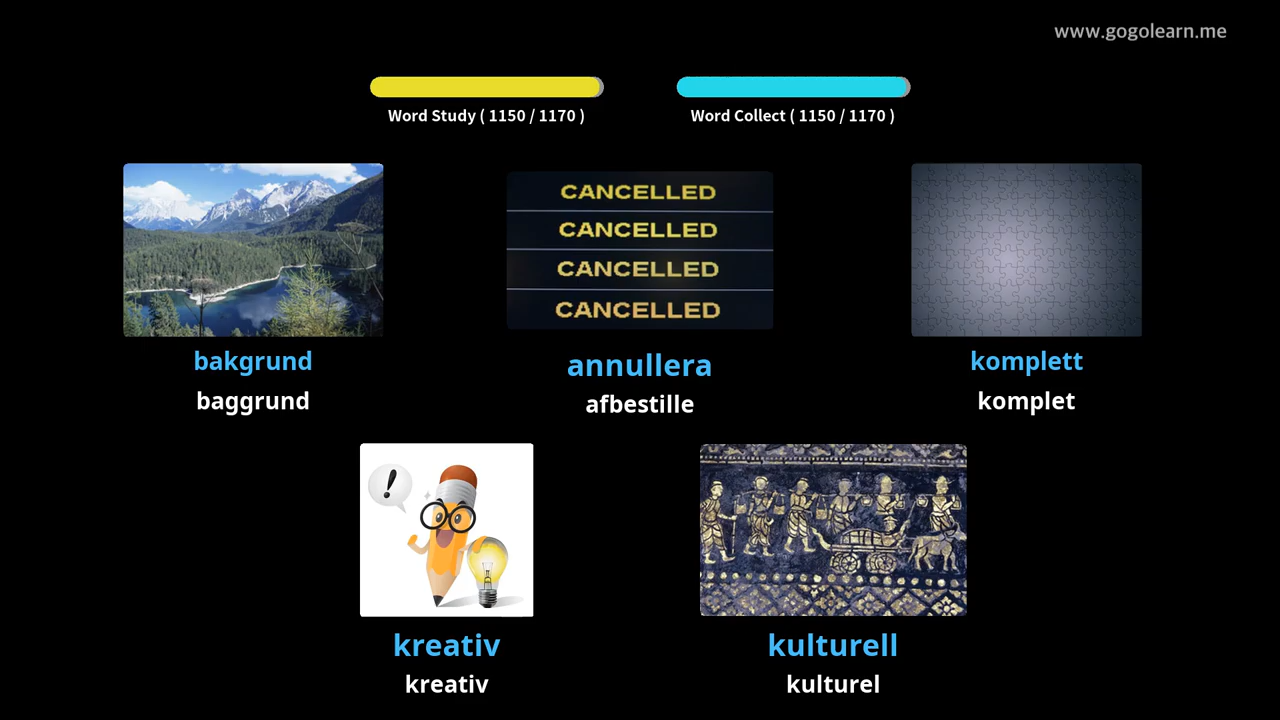 www.gogolearn.me
Word Study ( 1150 / 1170 )
Word Collect ( 1150 / 1170 )
CANCELLED
CANCELLED
CANCELLED
CANCELLED
bakgrund
baggrund
annullera
afbestille
komplett
komplet
!
kreativ
kreativ
kulturell
kulturel